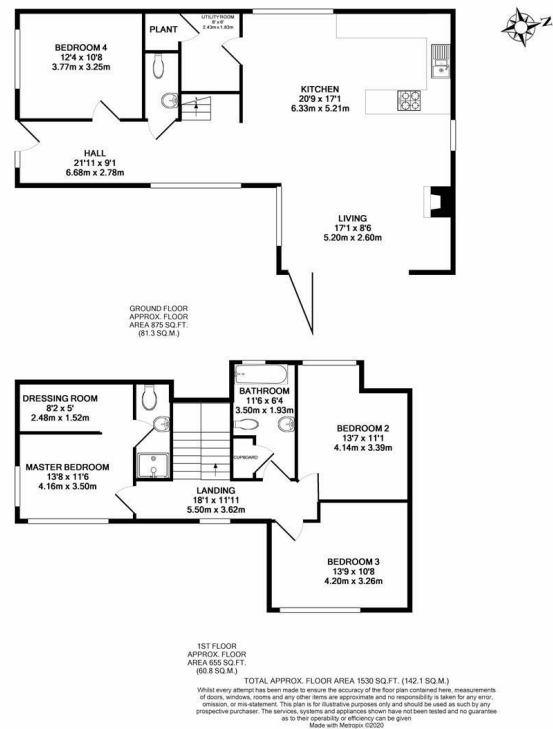 N
UTILITY ROOM
8' x 6'
2.43m x 1.83m
PLANT
BEDROOM 4
12'4 x 10'8
3.77m x 3.25m
KITCHEN
20'9 x 17'1
6.33m x 5.21m
HALL
21'11 x 9'1
6.68m x 2.78m
LIVING
17'1 x 8'6
5.20m x 2.60m
GROUND FLOOR
APPROX. FLOOR
AREA 875 SQ.FT.
(81.3 SQ.M.)
DRESSING ROOM
8'2 x 5'
2.48m x 1.52m
BATHROOM
11'6 x 6'4
3.50m x 1.93m
BEDROOM 2
13'7 x 11'1
4.14m x 3.39m
CUPBOARD
MASTER BEDROOM
13'8 x 11'6
4.16m x 3.50m
LANDING
18'1 x 11'11
5.50m x 3.62m
BEDROOM 3
13'9 x 10'8
4.20m x 3.26m
1ST FLOOR
APPROX. FLOOR
AREA 655 SQ.FT.
(60.8 SQ.M.)
TOTAL APPROX. FLOOR AREA 1530 SQ.FT. (142.1 SQ.M.)
Whilst every attempt has been made to ensure the accuracy of the floor plan contained here, measurements
of doors, windows, rooms and any other items are approximate and no responsibility is taken for any error,
omission, or mis-statement. This plan is for illustrative purposes only and should be used as such by any
prospective purchaser. The services, systems and appliances shown have not been tested and no guarantee
as to their operability or efficiency can be given
Made with Metropix ©2020